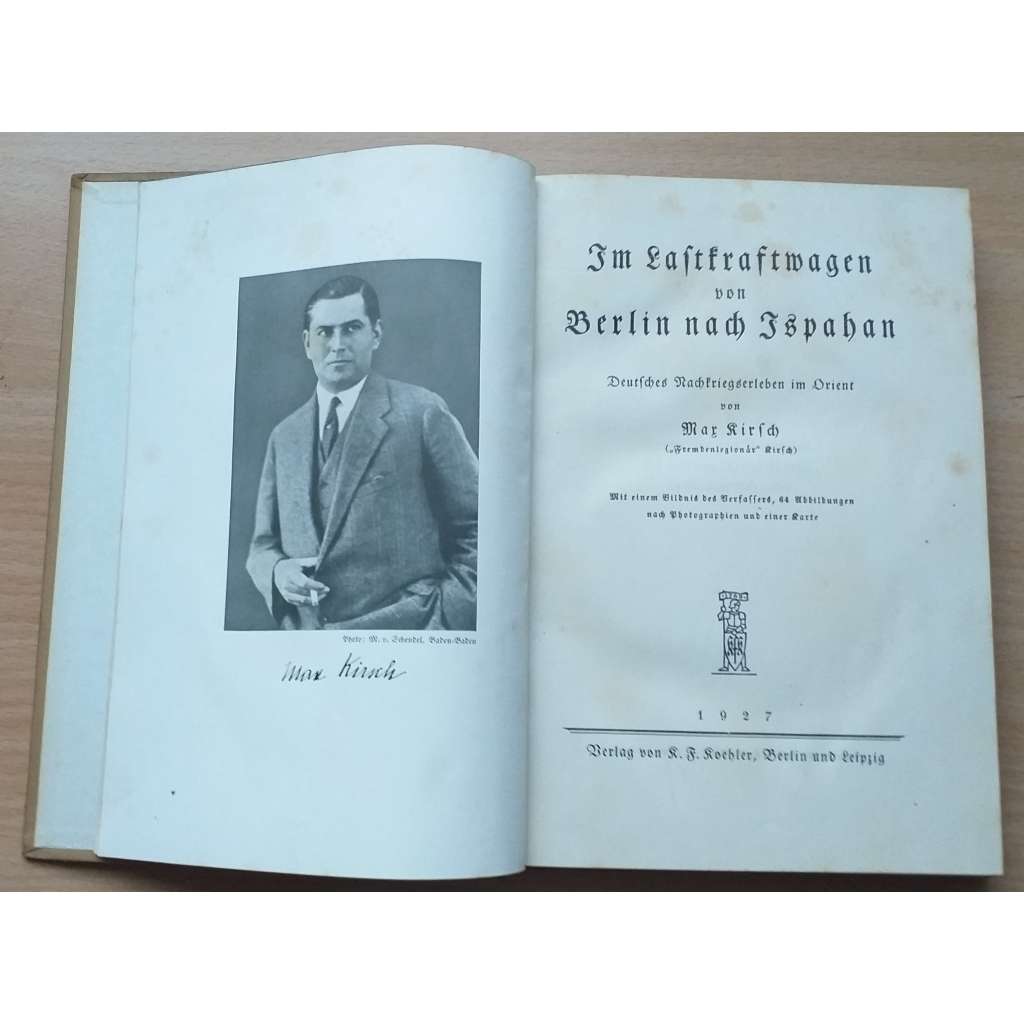 Photo: M. v. Schendel, Baden-Baden
Max Kirsch
Im Laſtkraftwagen
von
Berlin nach Iſpahan
Deutſches Nachkriegserleben im Orient
von
Max Kirſch
(„Fremdenlegionär“ Kirſch)
Mit einem Bildnis des Verfaſſers, 64 Abbildungen
nach Photographien und einer Karte
1927
Verlag von K. F. Koehler, Berlin und Leipzig